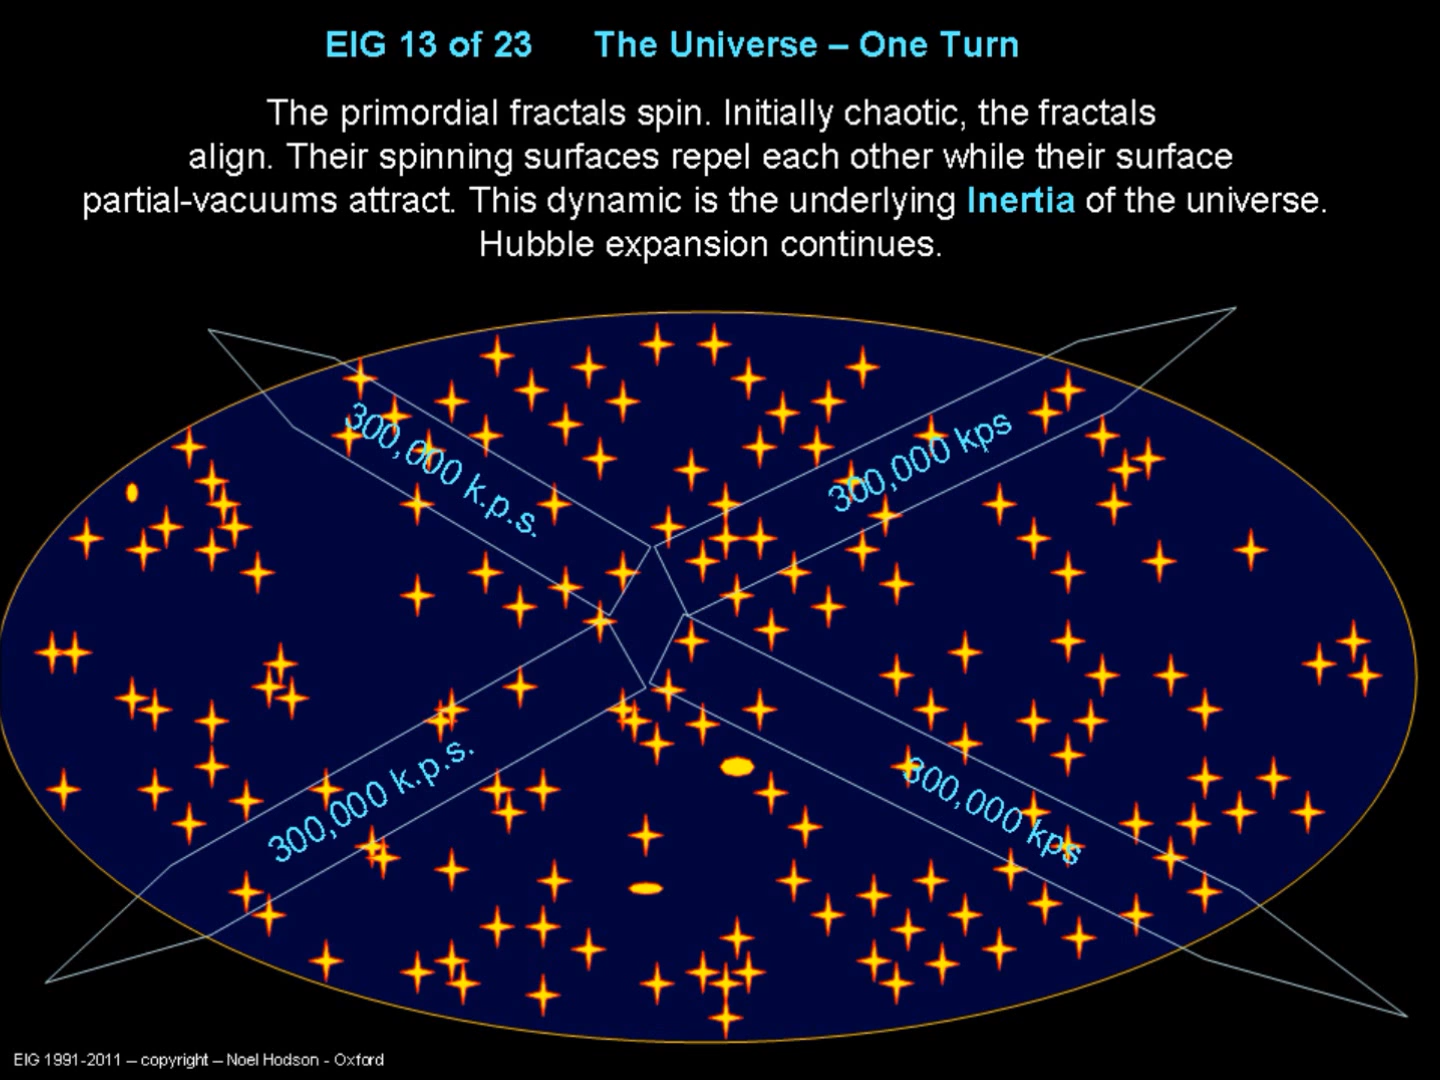 EIG 13 of 23 The Universe – One Turn
The primordial fractals spin. Initially chaotic, the fractals
align. Their spinning surfaces repel each other while their surface
partial-vacuums attract. This dynamic is the underlying Inertia of the universe.
Hubble expansion continues.
300,000 k.p.s.
300,000 kps
300,000 k.p.s.
300,000 kps
EIG 1991-2011 – copyright – Noel Hodson - Oxford